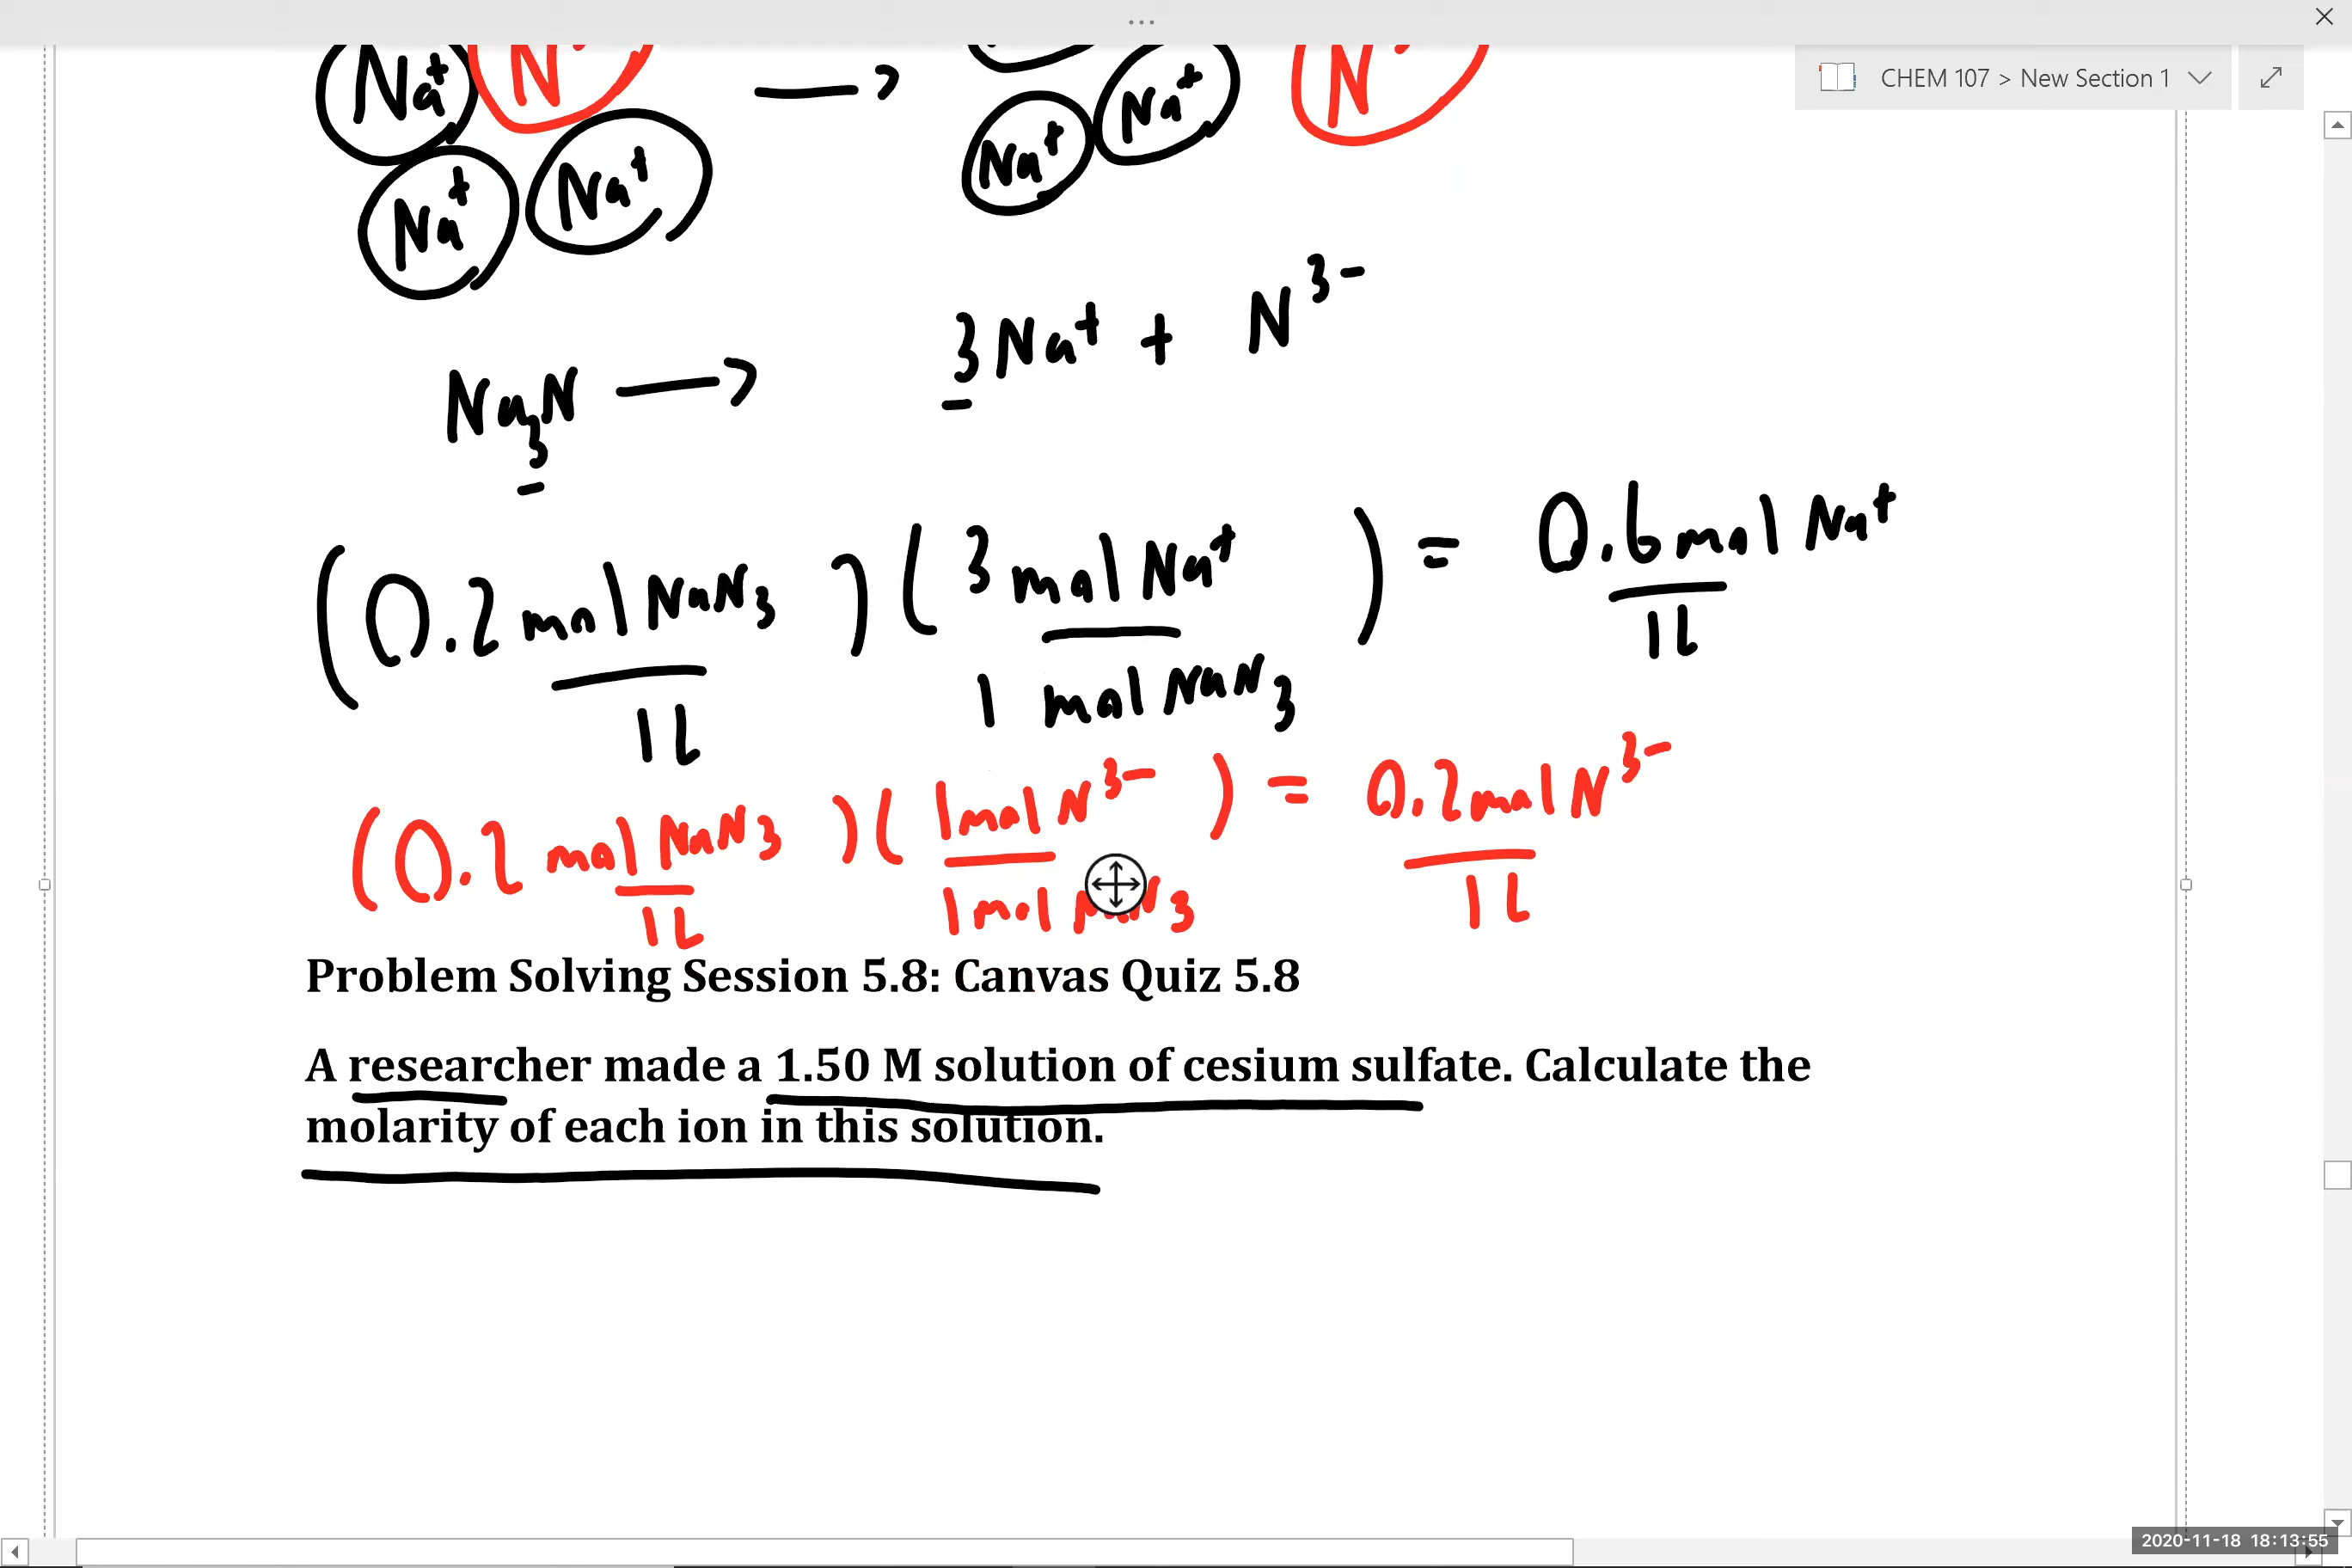 ...
CHEM 107 > New Section 1
Na⁺ N
Na⁺ Na⁺ ⟶ Na⁺ Na⁺ N
Na₃N ⟶ 3Na⁺ + N³⁻
(0.2 mol NaN₃ / 1L) (3 mol Na⁺ / 1 mol NaN₃) = 0.6 mol Na⁺ / 1L
(0.2 mol NaN₃ / 1L) (1 mol N³⁻ / 1 mol NaN₃) = 0.2 mol N³⁻ / 1L
Problem Solving Session 5.8: Canvas Quiz 5.8
A researcher made a 1.50 M solution of cesium sulfate. Calculate the
molarity of each ion in this solution.
2020-11-18 18:13:55